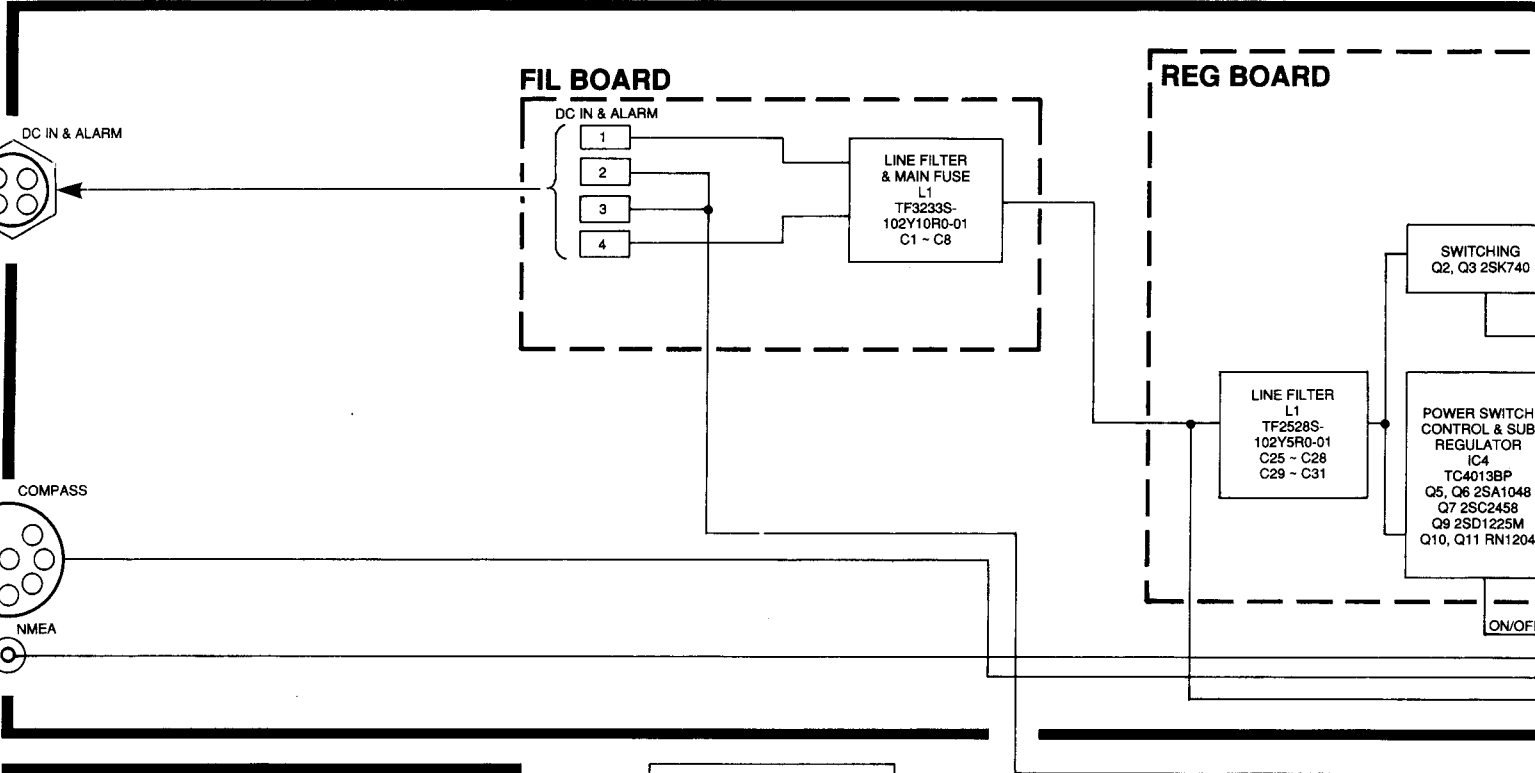 FIL BOARD
REG BOARD
DC IN & ALARM
DC IN & ALARM
1
2
3
4
LINE FILTER
& MAIN FUSE
L1
TF3233S-
102Y10R0-01
C1 ~ C8
SWITCHING
Q2, Q3 2SK740
LINE FILTER
L1
TF2528S-
102Y5R0-01
C25 ~ C28
C29 ~ C31
POWER SWITCH
CONTROL & SUB
REGULATOR
IC4
TC4013BP
Q5, Q6 2SA1048
Q7 2SC2458
Q9 2SD1225M
Q10, Q11 RN1204
COMPASS
NMEA